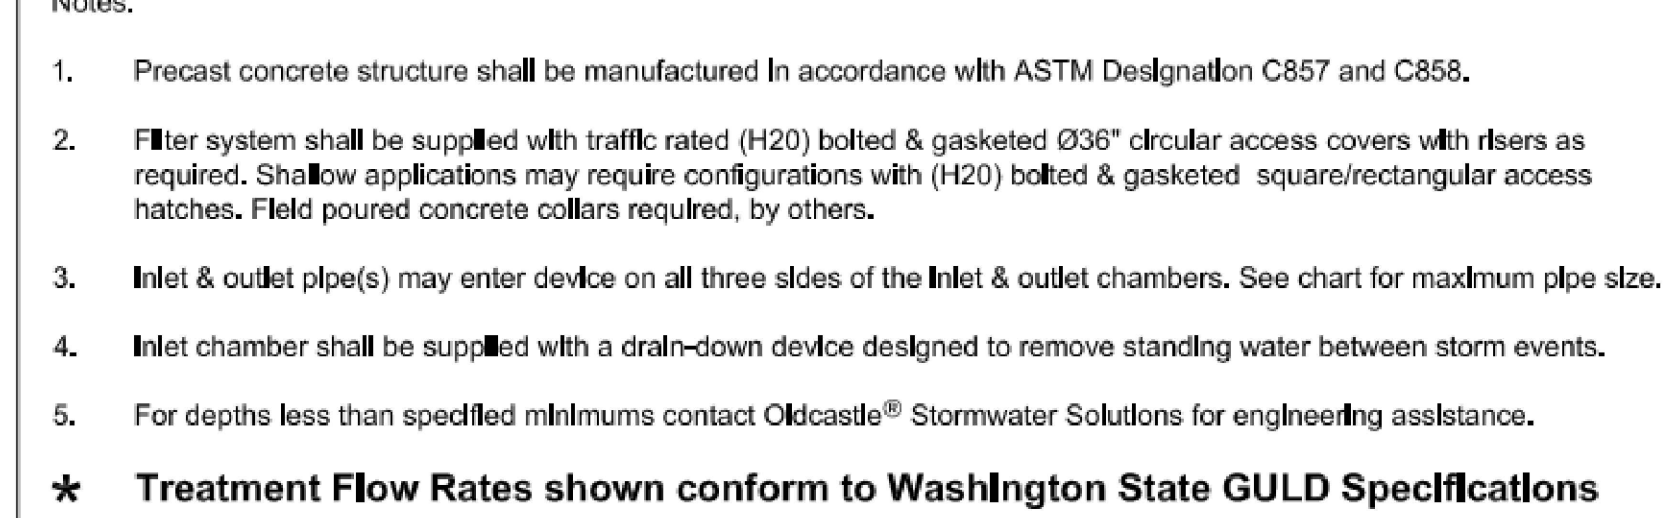 Notes:
1. Precast concrete structure shall be manufactured in accordance with ASTM Designation C857 and C858.
2. Filter system shall be supplied with traffic rated (H20) bolted & gasketed Ø36" circular access covers with risers as
required. Shallow applications may require configurations with (H20) bolted & gasketed square/rectangular access
hatches. Field poured concrete collars required, by others.
3. Inlet & outlet pipe(s) may enter device on all three sides of the inlet & outlet chambers. See chart for maximum pipe size.
4. Inlet chamber shall be supplied with a drain-down device designed to remove standing water between storm events.
5. For depths less than specified minimums contact Oldcastle® Stormwater Solutions for engineering assistance.
* Treatment Flow Rates shown conform to Washington State GULD Specifications